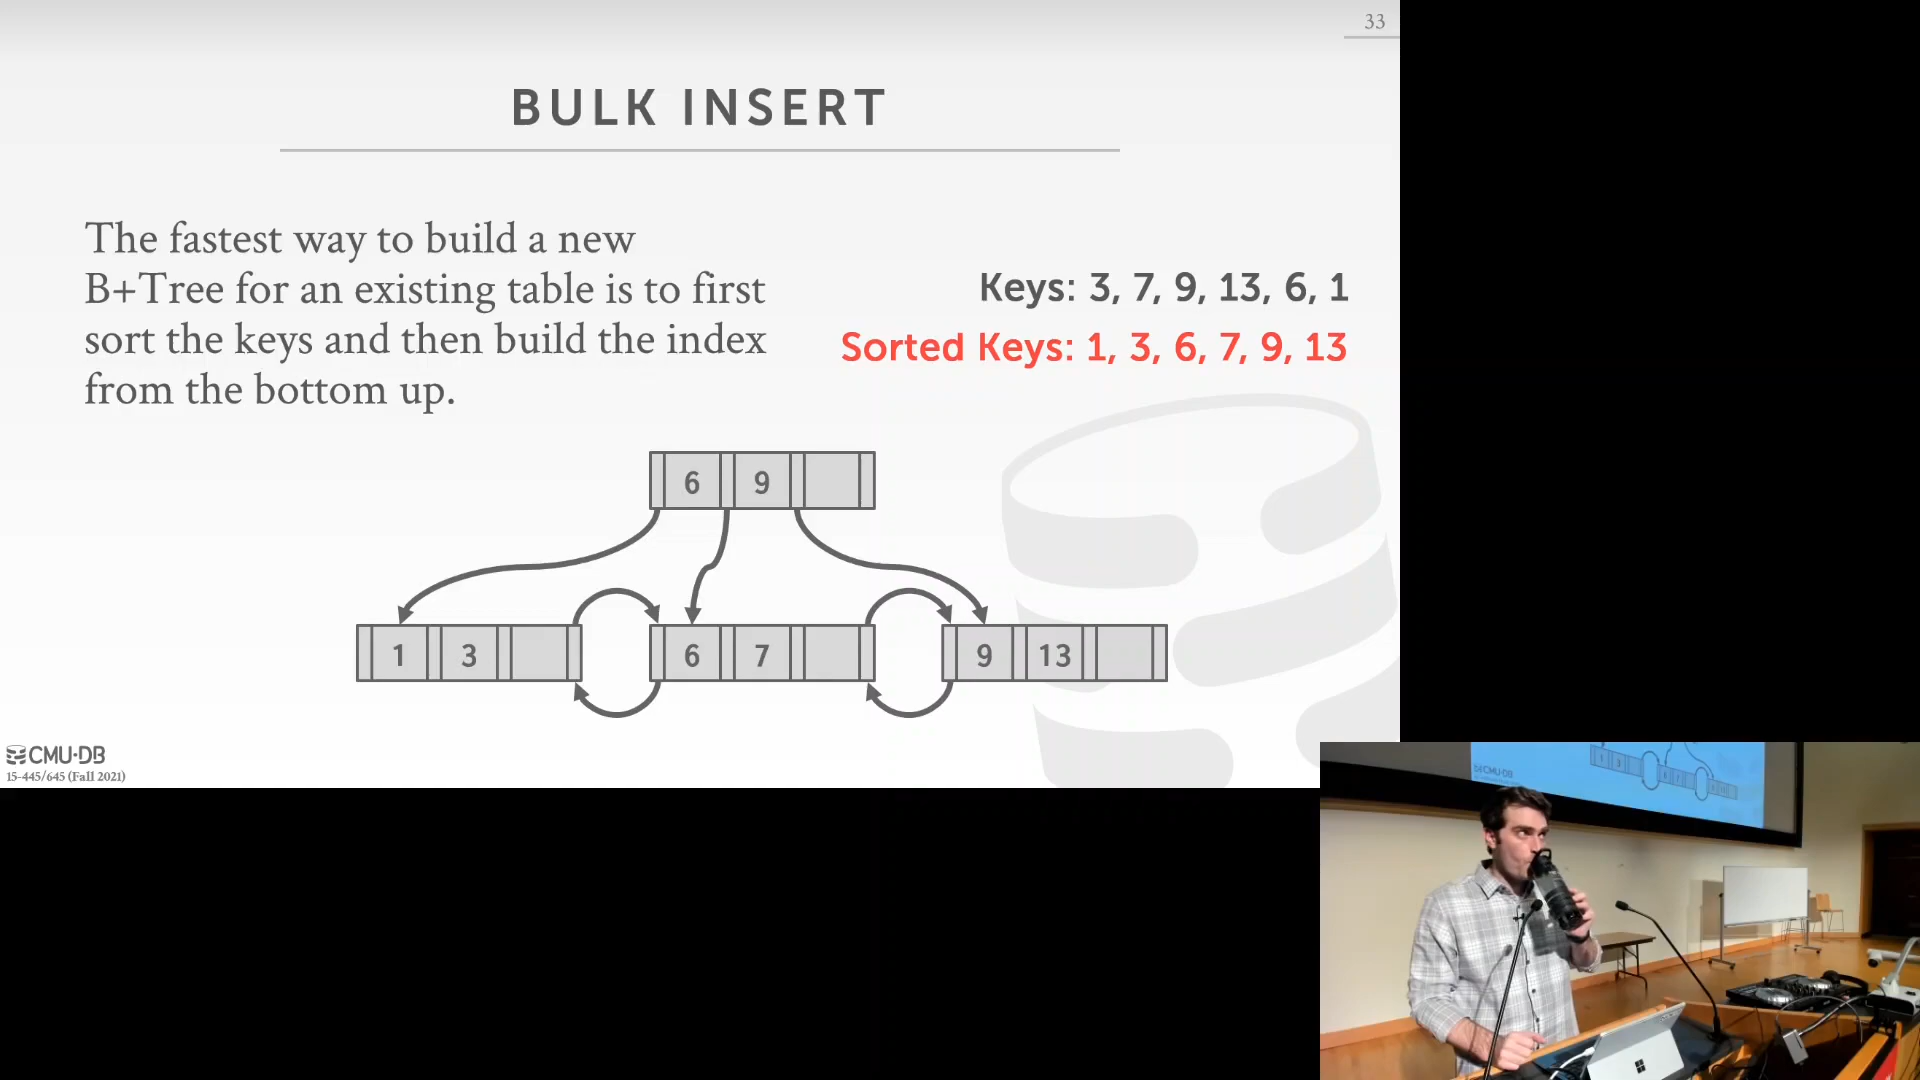 33
BULK INSERT
The fastest way to build a new
B+Tree for an existing table is to first
sort the keys and then build the index
from the bottom up.
Keys: 3, 7, 9, 13, 6, 1
Sorted Keys: 1, 3, 6, 7, 9, 13
6 9
1 3 6 7 9 13
CMU·DB
15-445/645 (Fall 2021)